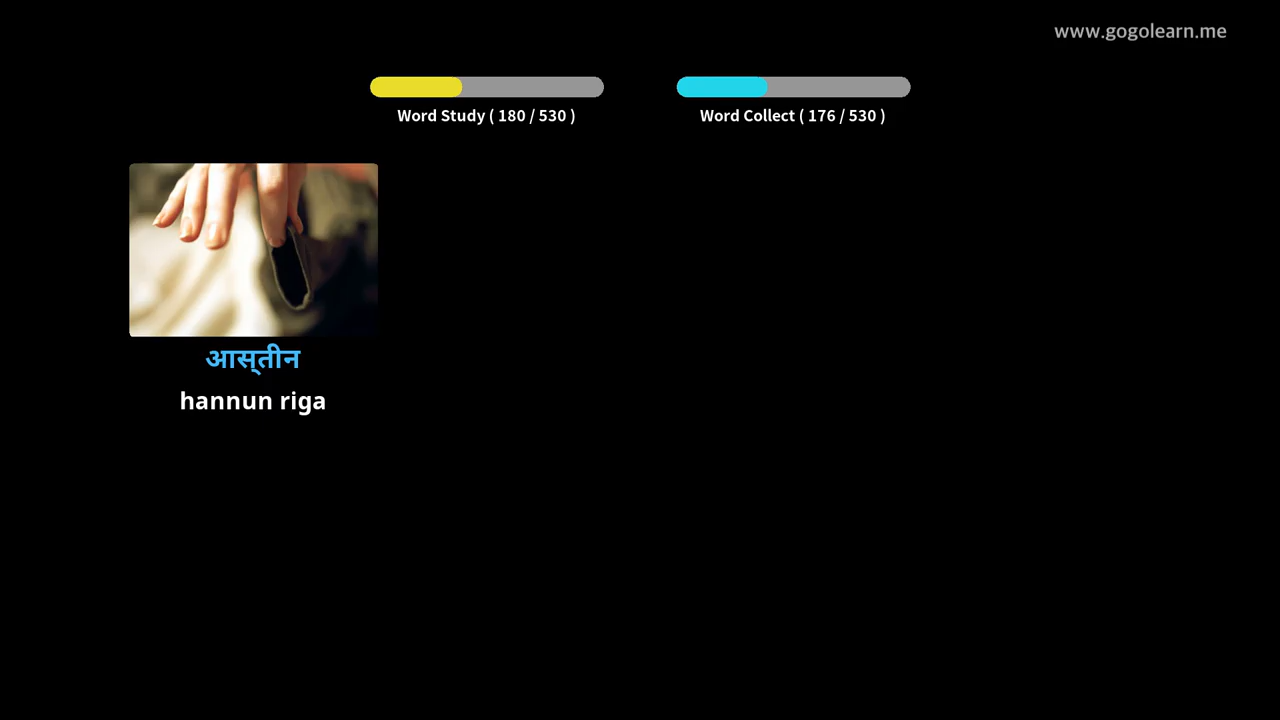 www.gogolearn.me
Word Study ( 180 / 530 )
Word Collect ( 176 / 530 )
आस्‌तीन
hannun riga